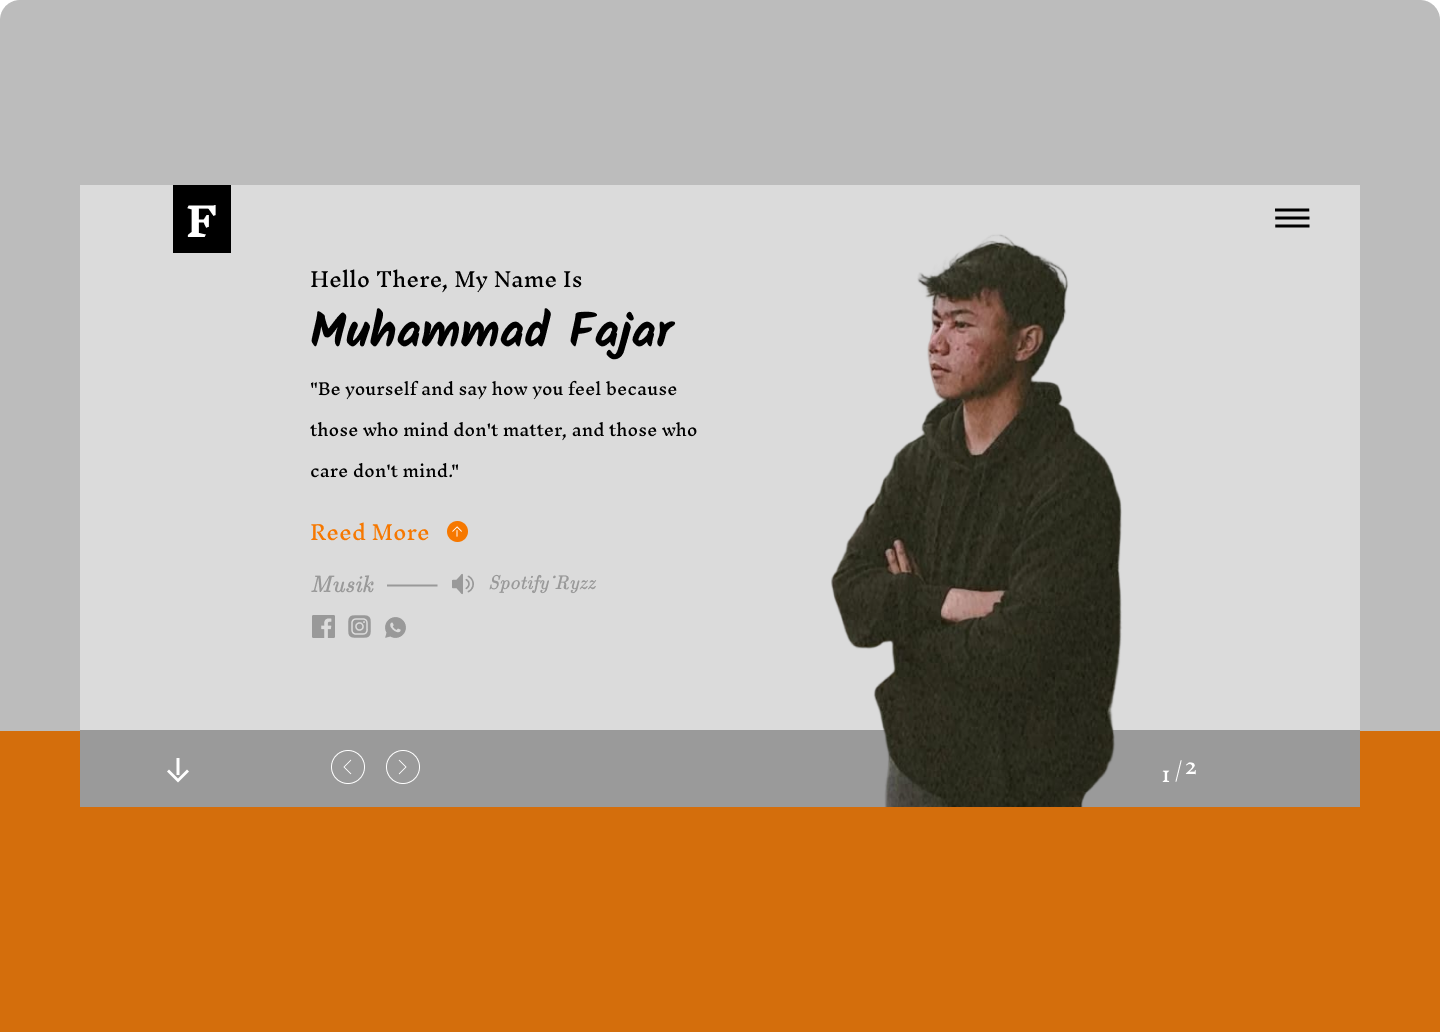 F
Hello There, My Name Is
Muhammad Fajar
"Be yourself and say how you feel because
those who mind don't matter, and those who
care don't mind."
Reed More
Musik
Spotify˙Ryzz
1/2